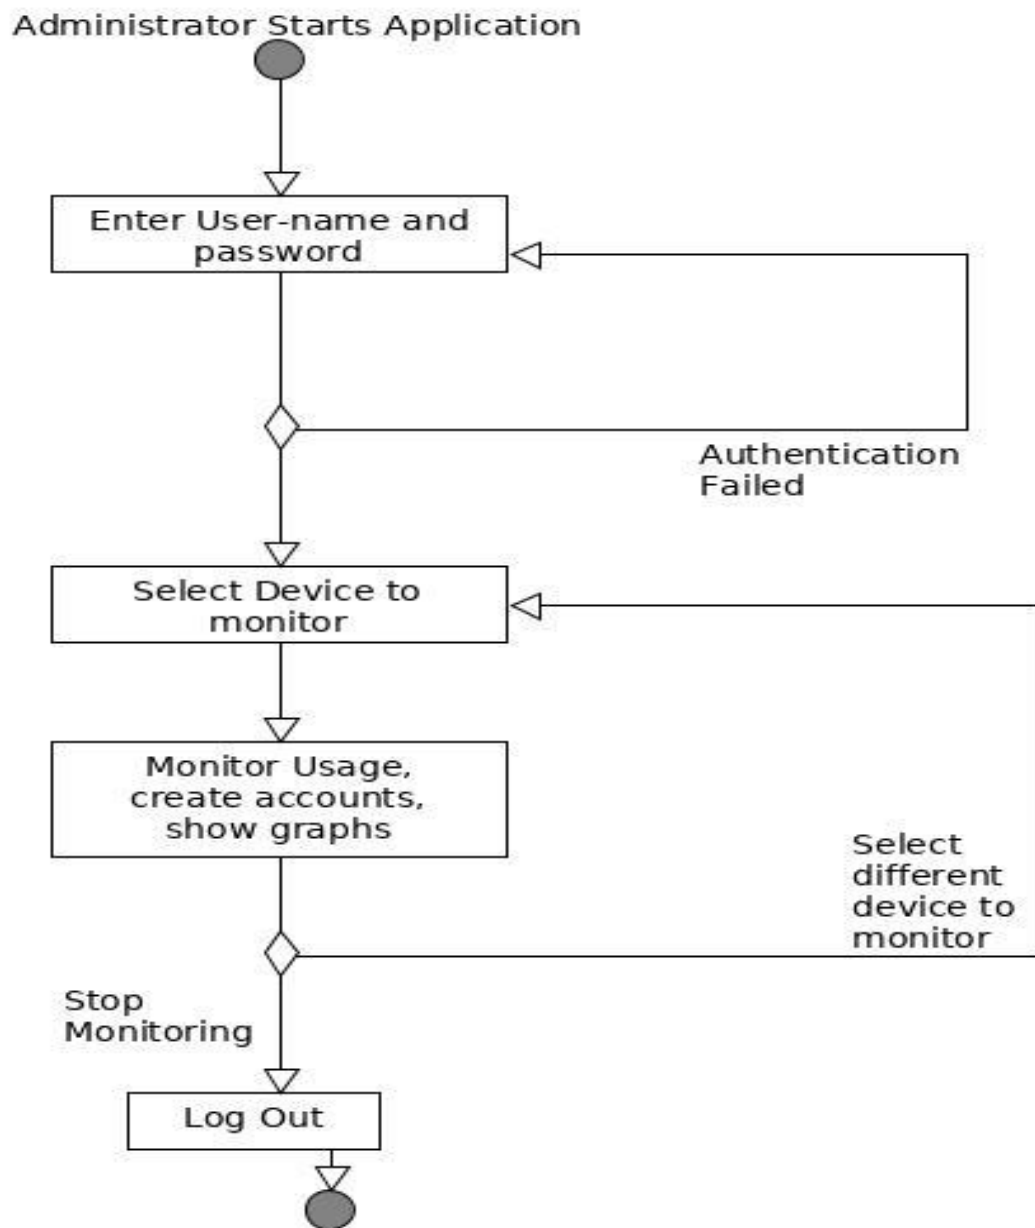 Administrator Starts Application
Enter User-name and
password
Authentication
Failed
Select Device to
monitor
Monitor Usage,
create accounts,
show graphs
Select
different
device to
monitor
Stop
Monitoring
Log Out